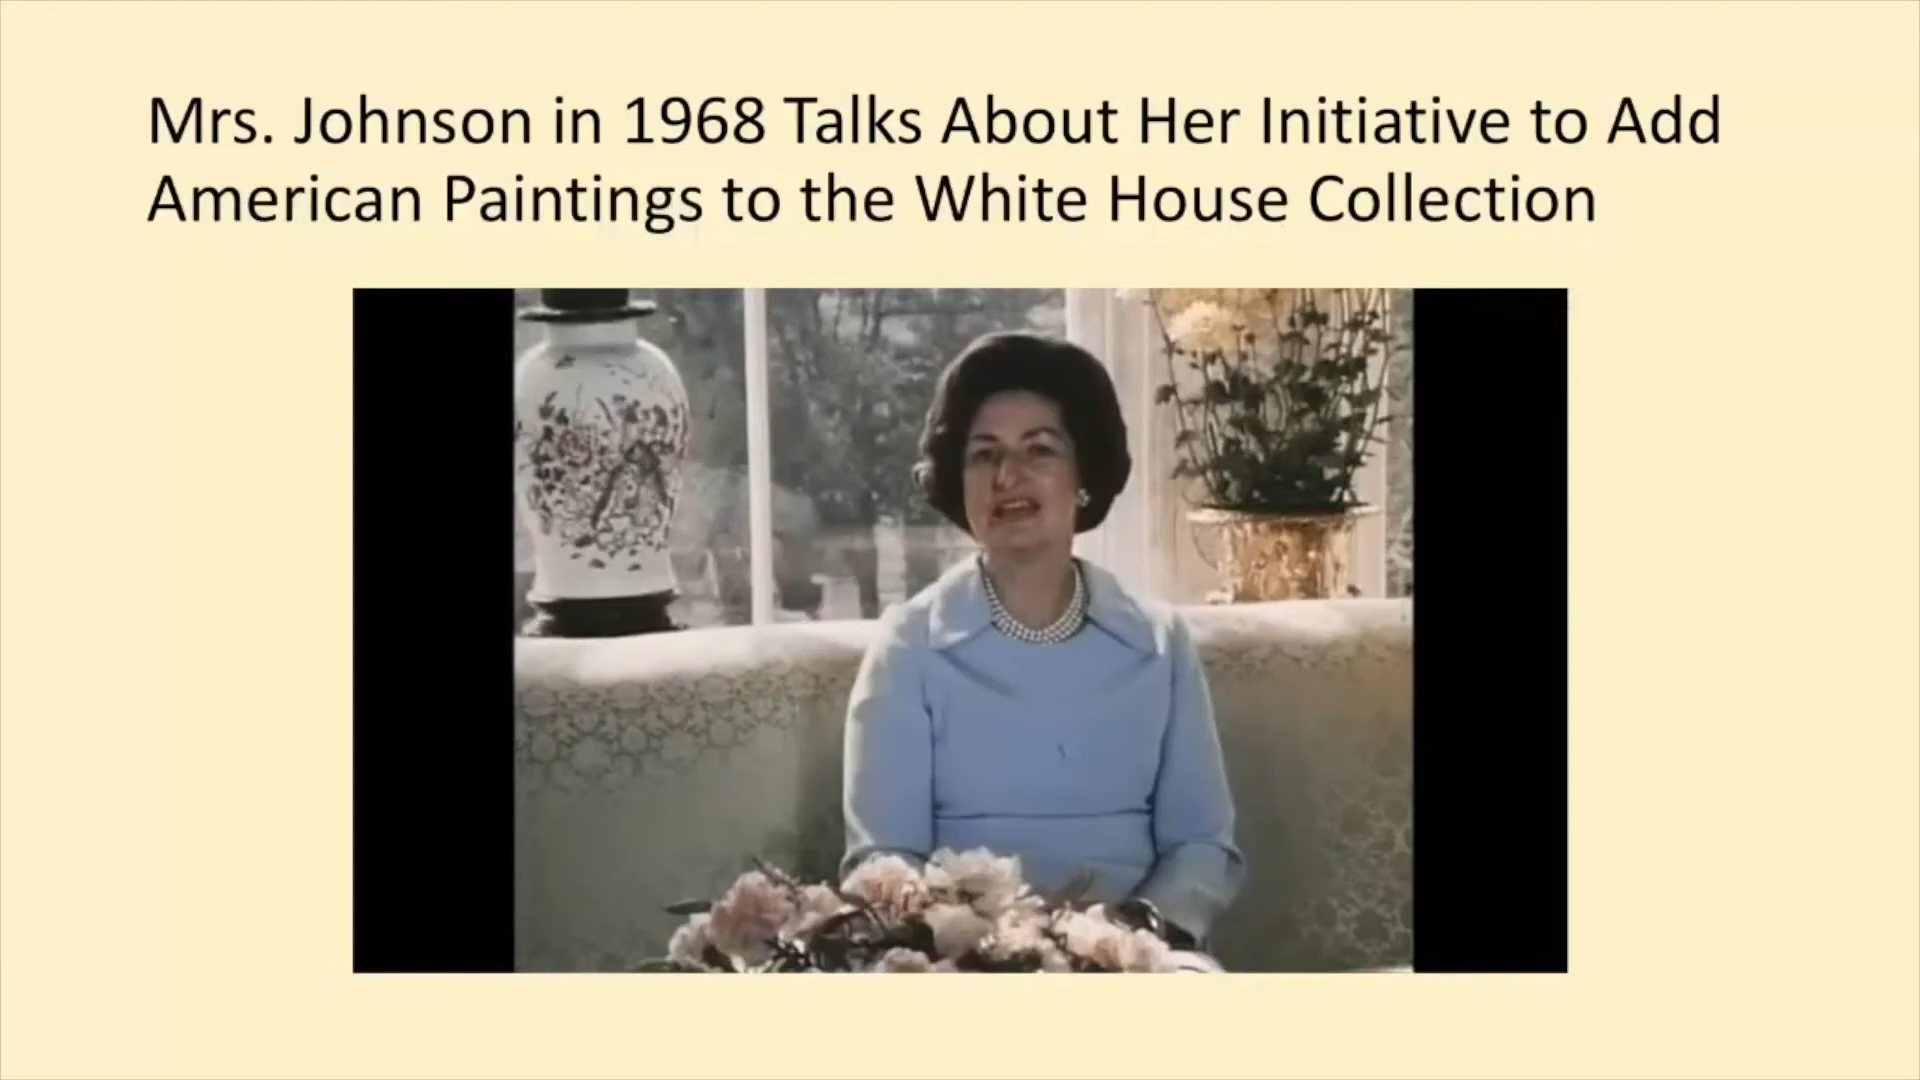 Mrs. Johnson in 1968 Talks About Her Initiative to Add
American Paintings to the White House Collection